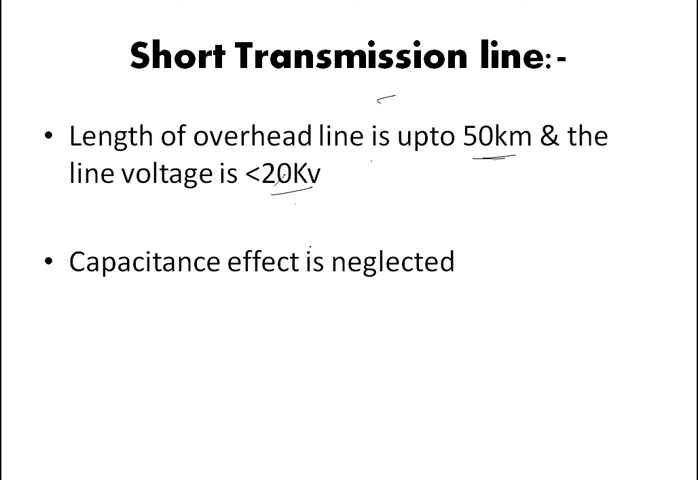 Short Transmission line:-
• Length of overhead line is upto 50km & the
line voltage is <20Kv
• Capacitance effect is neglected